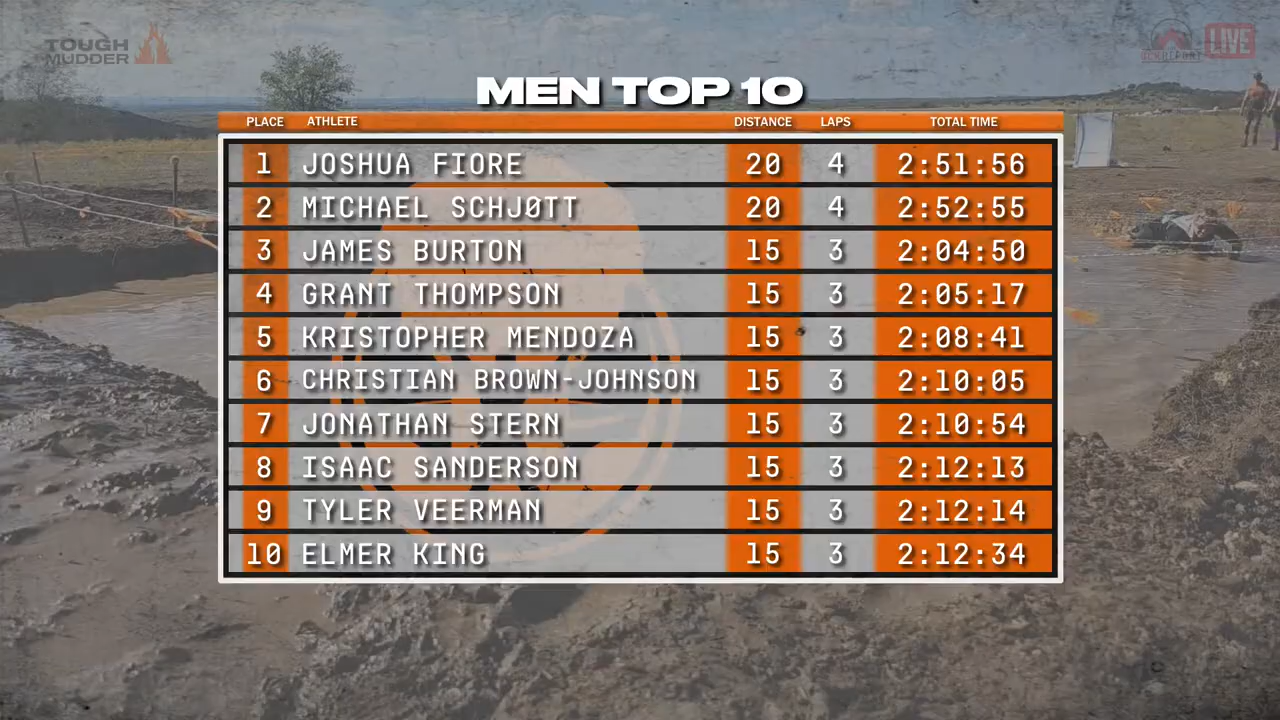 TOUGH
MUDDER
LIVE
MEN TOP 10
PLACE ATHLETE DISTANCE LAPS TOTAL TIME
1 JOSHUA FIORE 20 4 2:51:56
2 MICHAEL SCHJØTT 20 4 2:52:55
3 JAMES BURTON 15 3 2:04:50
4 GRANT THOMPSON 15 3 2:05:17
5 KRISTOPHER MENDOZA 15 3 2:08:41
6 CHRISTIAN BROWN-JOHNSON 15 3 2:10:05
7 JONATHAN STERN 15 3 2:10:54
8 ISAAC SANDERSON 15 3 2:12:13
9 TYLER VEERMAN 15 3 2:12:14
10 ELMER KING 15 3 2:12:34